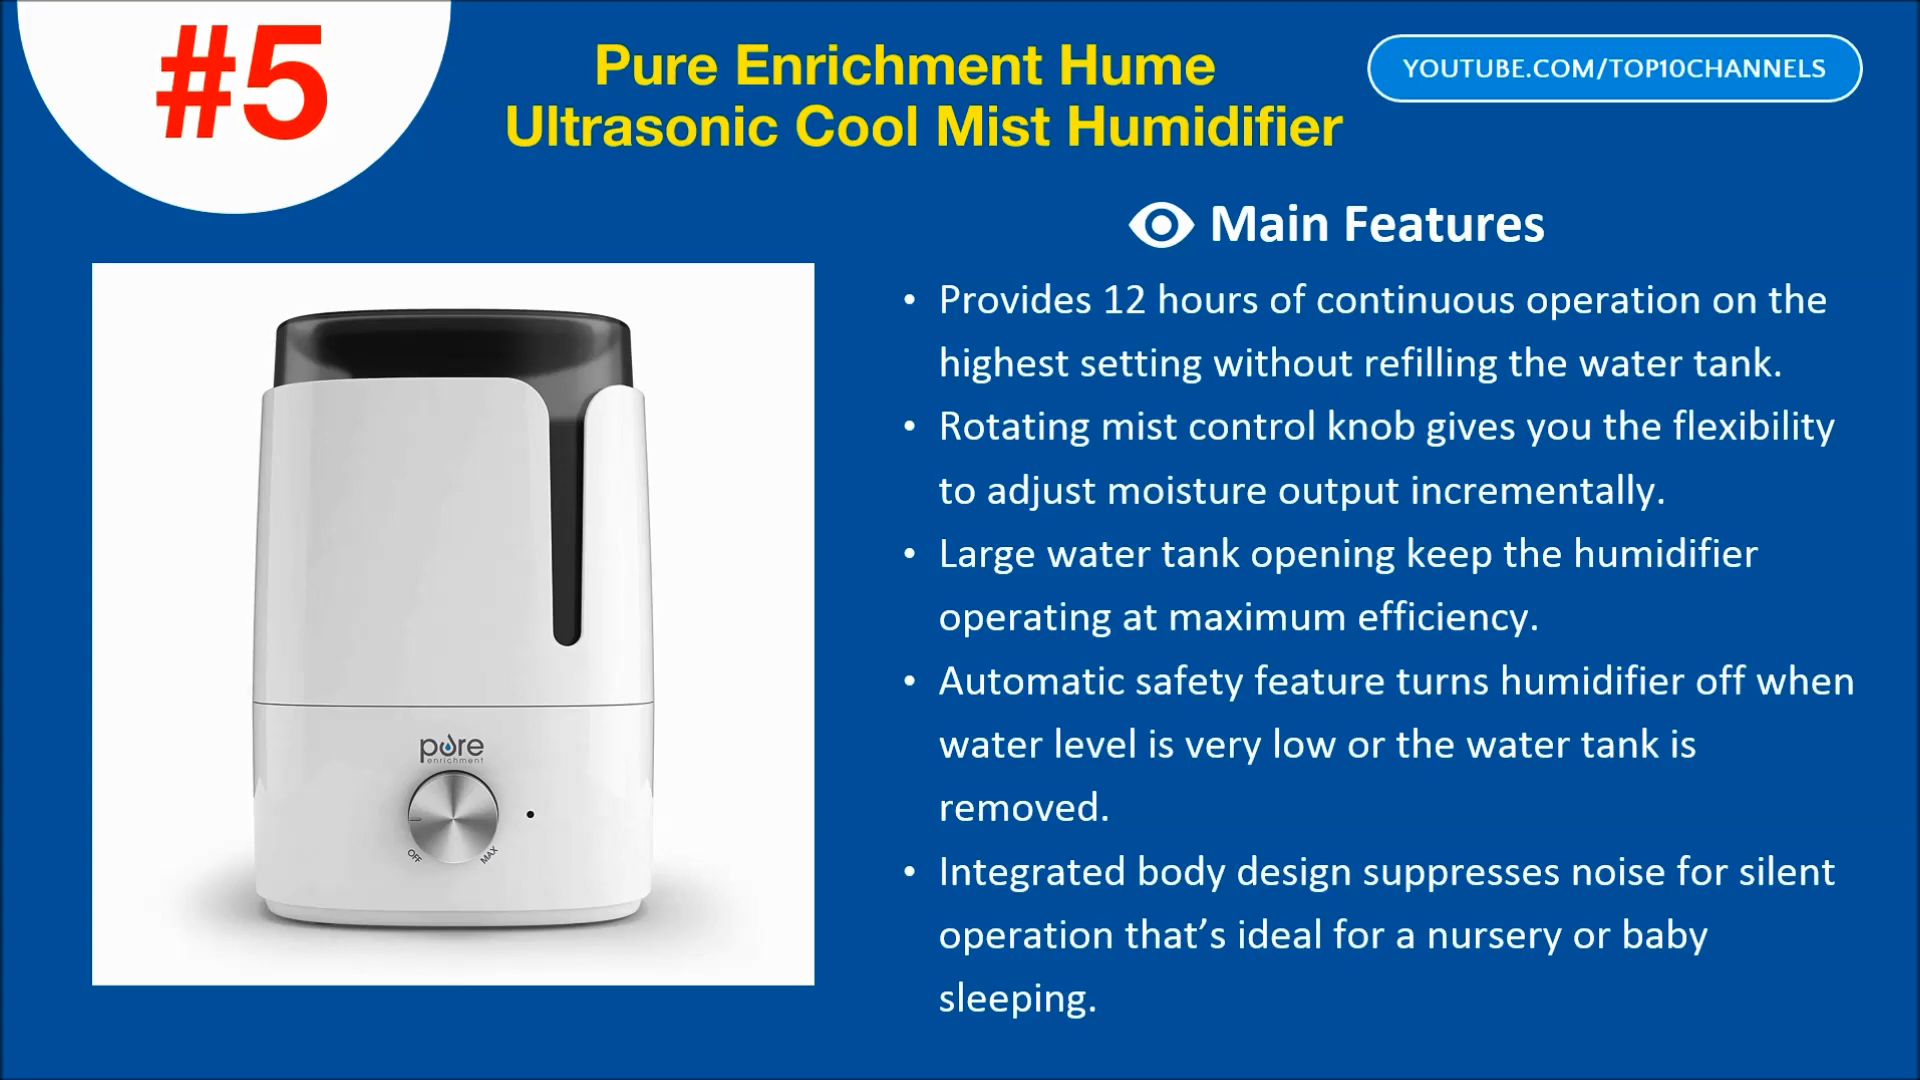 #5
Pure Enrichment Hume
Ultrasonic Cool Mist Humidifier
YOUTUBE.COM/TOP10CHANNELS
Main Features
• Provides 12 hours of continuous operation on the
highest setting without refilling the water tank.
• Rotating mist control knob gives you the flexibility
to adjust moisture output incrementally.
• Large water tank opening keep the humidifier
operating at maximum efficiency.
• Automatic safety feature turns humidifier off when
water level is very low or the water tank is
removed.
• Integrated body design suppresses noise for silent
operation that’s ideal for a nursery or baby
sleeping.
pure
enrichment
OFF
MAX